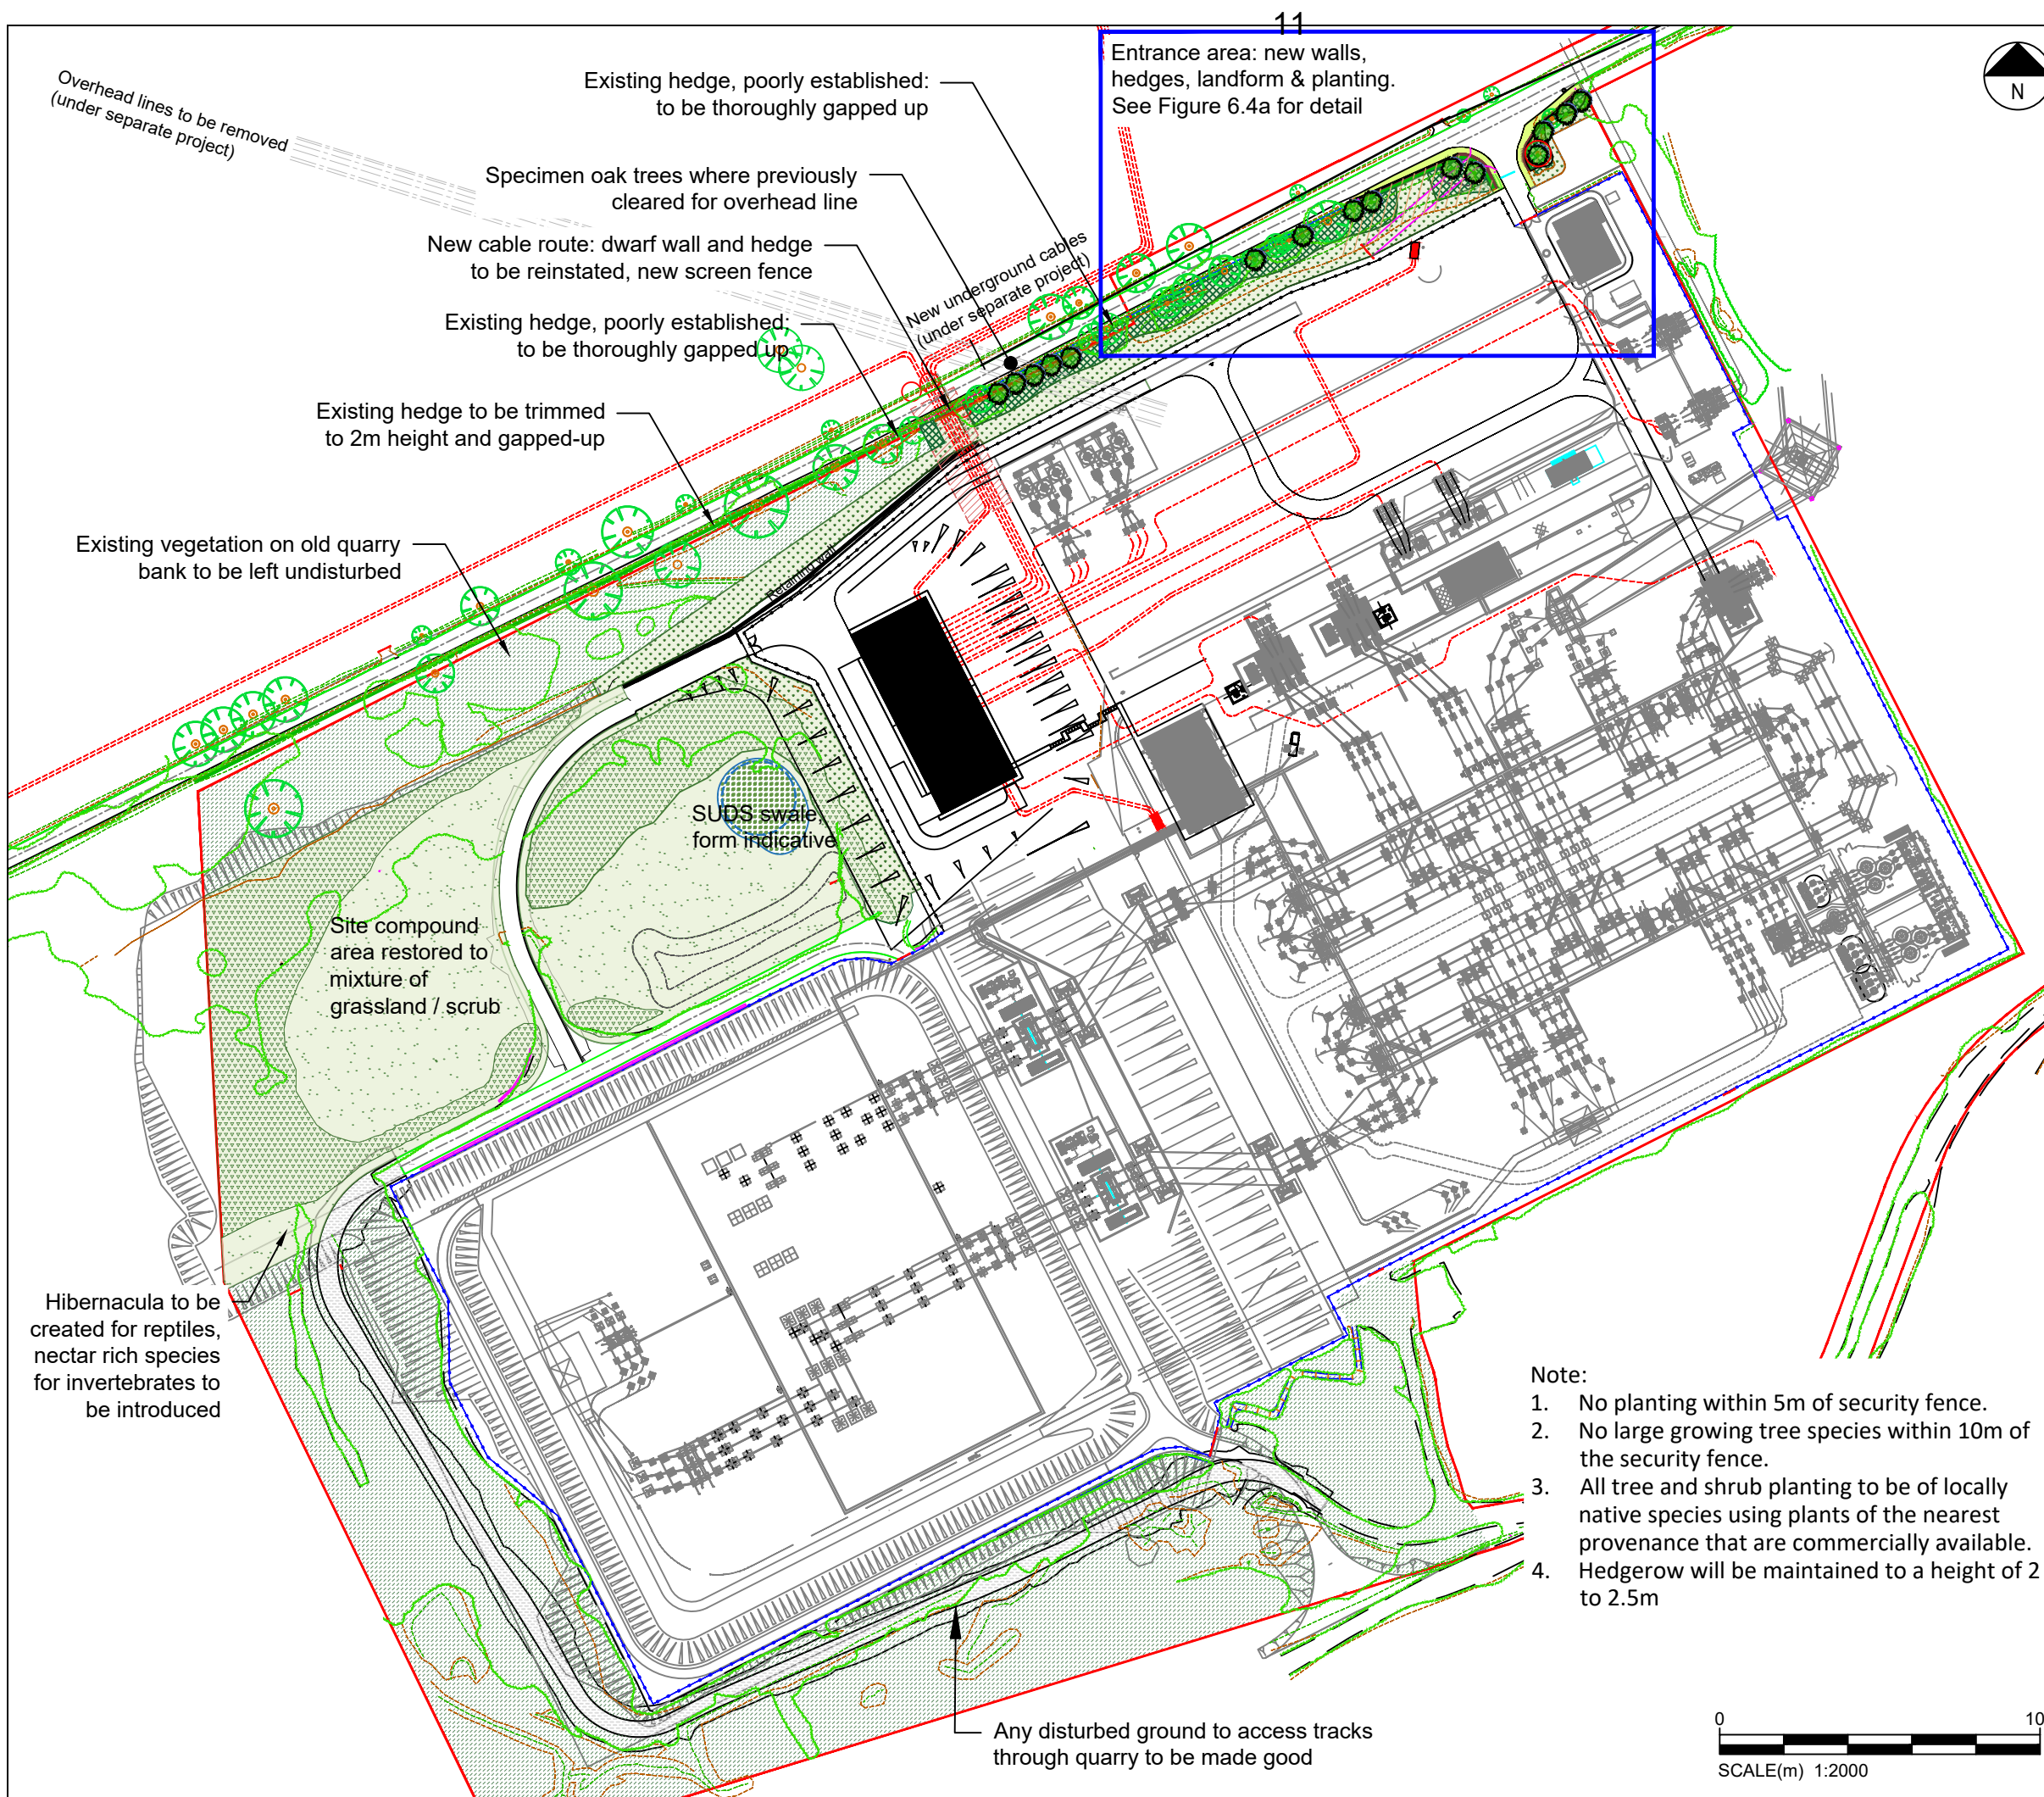 11
Entrance area: new walls,
hedges, landform & planting.
See Figure 6.4a for detail
N
Overhead lines to be removed
(under separate project)
Existing hedge, poorly established:
to be thoroughly gapped up
Specimen oak trees where previously
cleared for overhead line
New cable route: dwarf wall and hedge
to be reinstated, new screen fence
New underground cables
(under separate project)
Existing hedge, poorly established:
to be thoroughly gapped up
Existing hedge to be trimmed
to 2m height and gapped-up
Existing vegetation on old quarry
bank to be left undisturbed
Retaining wall
SUDS swale,
form indicative
Site compound
area restored to
mixture of
grassland / scrub
Hibernacula to be
created for reptiles,
nectar rich species
for invertebrates to
be introduced
Note:
1. No planting within 5m of security fence.
2. No large growing tree species within 10m of
the security fence.
3. All tree and shrub planting to be of locally
native species using plants of the nearest
provenance that are commercially available.
4. Hedgerow will be maintained to a height of 2
to 2.5m
Any disturbed ground to access tracks
through quarry to be made good
0 10
SCALE(m) 1:2000